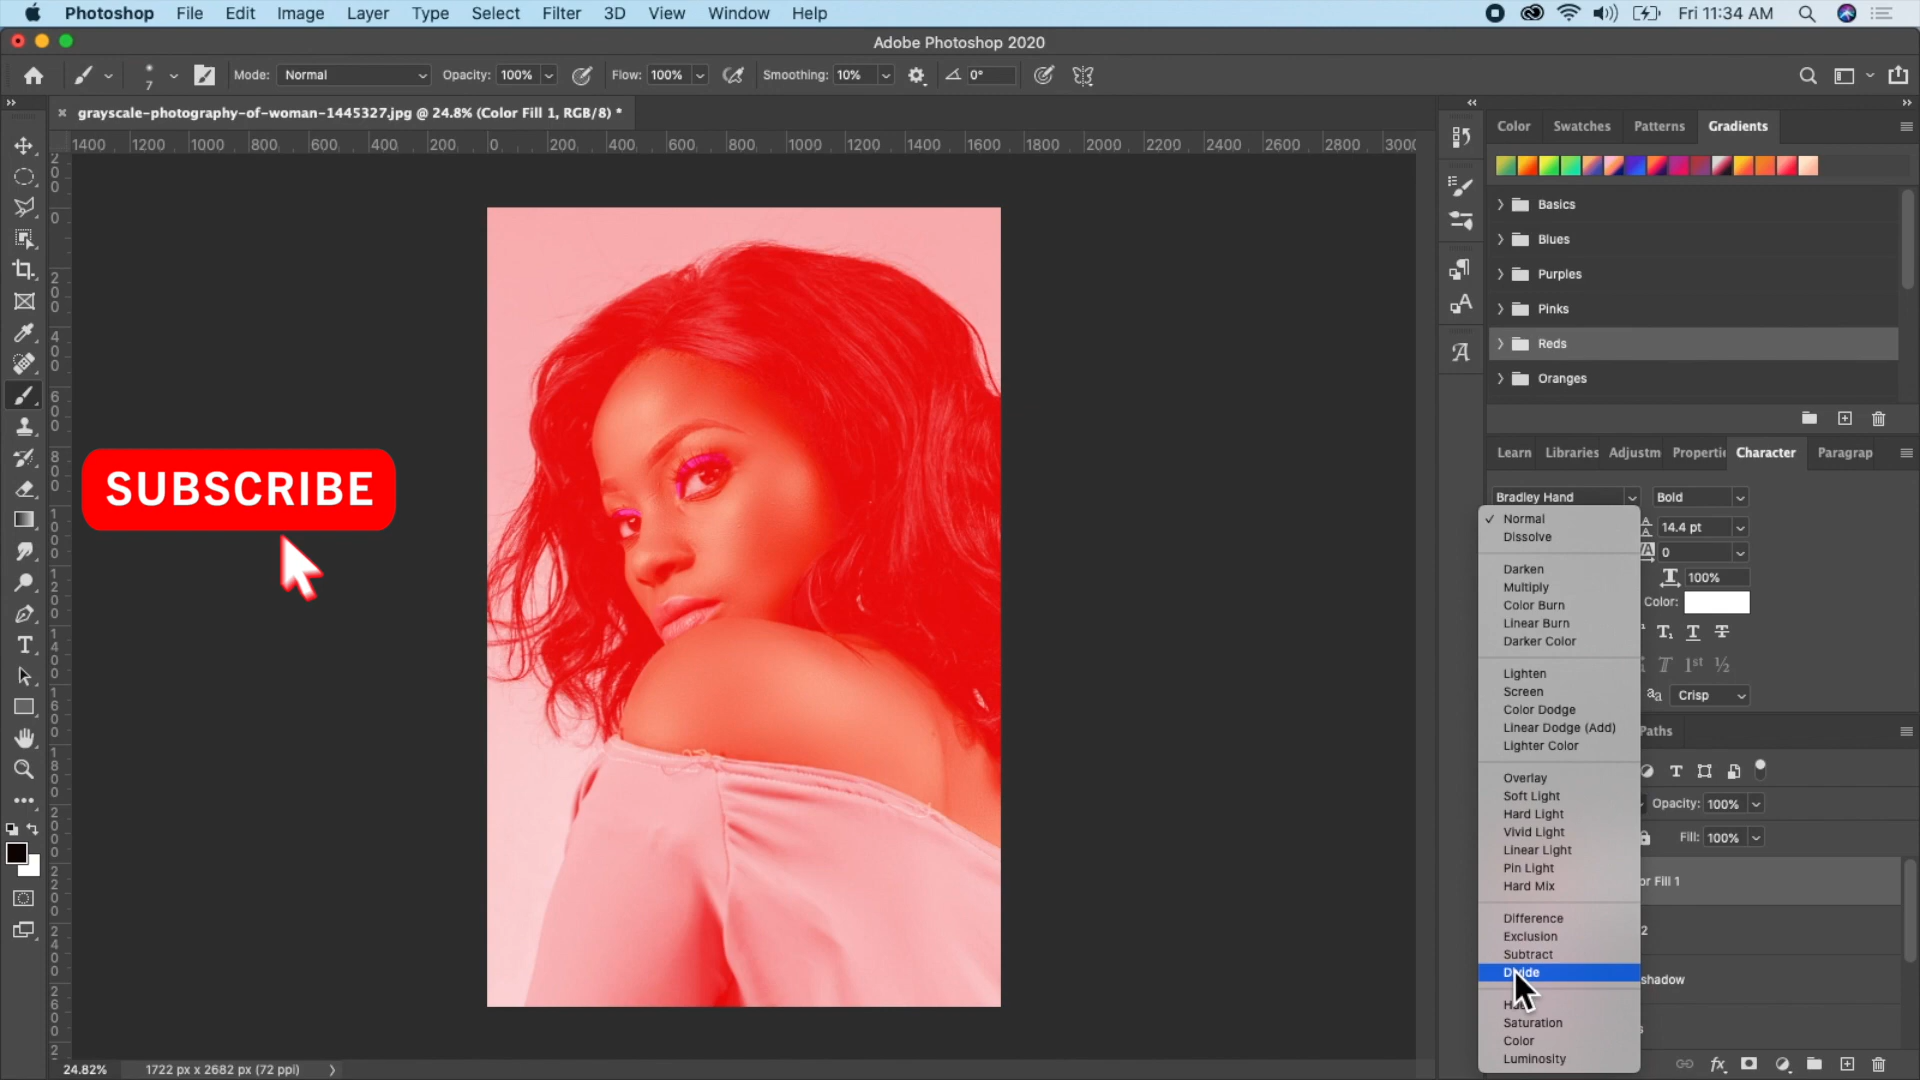 Photoshop File Edit Image Layer Type Select Filter 3D View Window Help Fri 11:34 AM
Adobe Photoshop 2020
7 Mode: Normal Opacity: 100% Flow: 100% Smoothing: 10% 0°
grayscale-photography-of-woman-1445327.jpg @ 24.8% (Color Fill 1, RGB/8) *
1400 1200 1000 800 600 400 200 0 200 400 600 800 1000 1200 1400 1600 1800 2000 2200 2400 2600 2800 3000
Color Swatches Patterns Gradients
Basics
Blues
Purples
Pinks
Reds
Oranges
Learn Libraries Adjustm Properti Character Paragrap
Bradley Hand Bold
14.4 pt
0
100%
Color:
Crisp
SUBSCRIBE
Normal
Dissolve
Darken
Multiply
Color Burn
Linear Burn
Darker Color
Lighten
Screen
Color Dodge
Linear Dodge (Add)
Lighter Color
Overlay
Soft Light
Hard Light
Vivid Light
Linear Light
Pin Light
Hard Mix
Difference
Exclusion
Subtract
Divide
Saturation
Color
Luminosity
Paths
Opacity: 100%
Fill: 100%
or Fill 1
2
shadow
s
24.82% 1722 px x 2682 px (72 ppi)